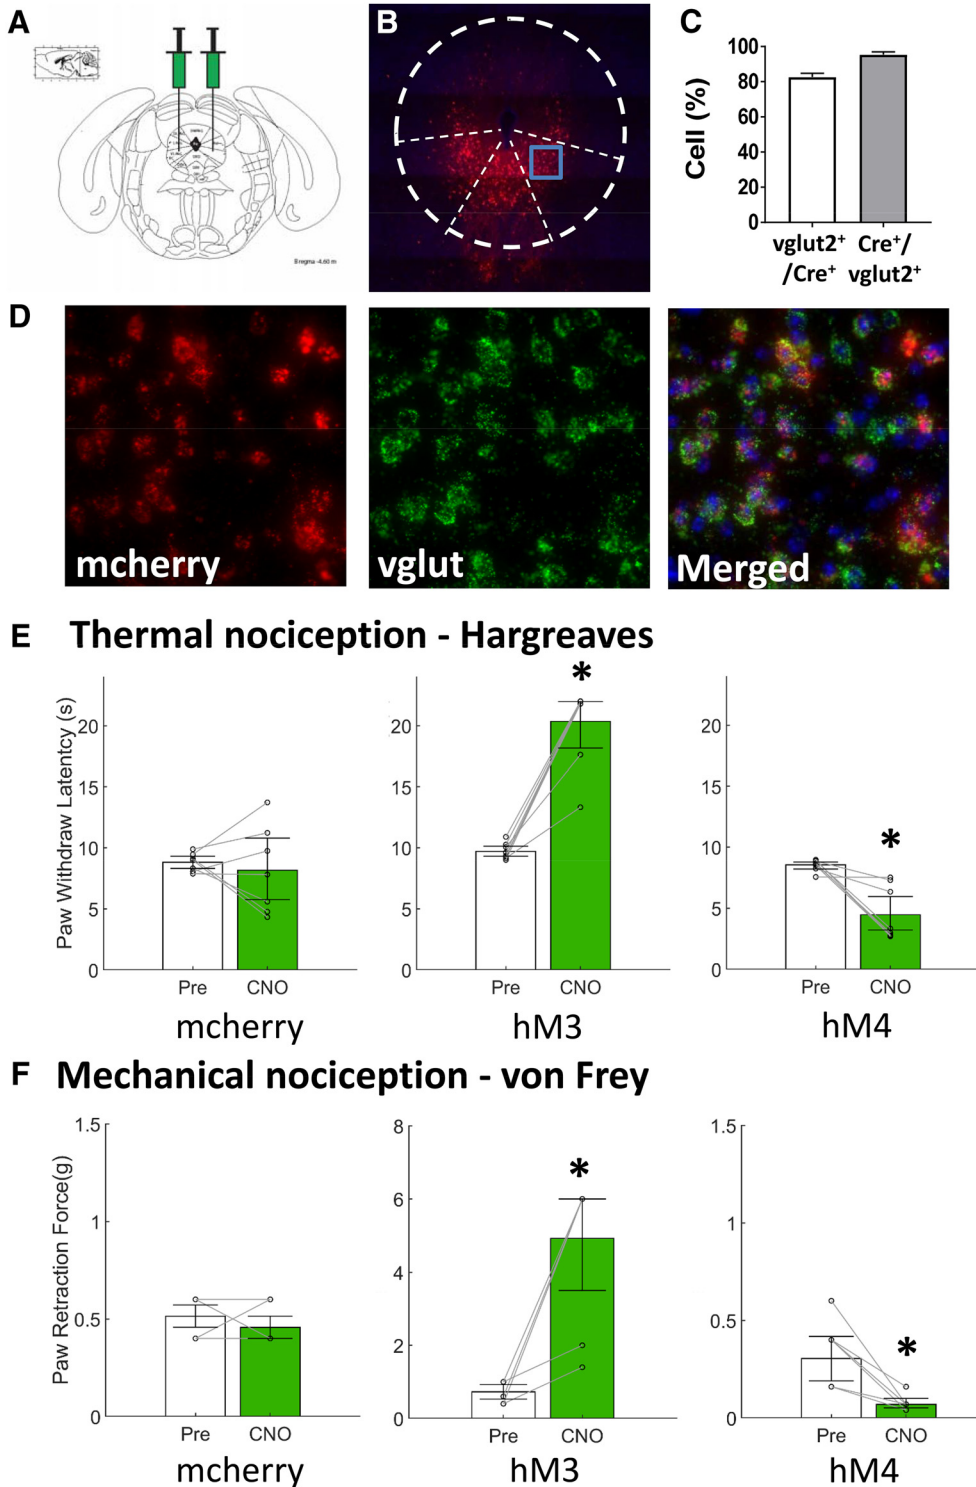 A
Bregma -4.60 m
B
C
100
80
60
40
20
0
Cell (%)
vglut2+
/Cre+
Cre+/
vglut2+
D
mcherry
vglut
Merged
E Thermal nociception - Hargreaves
Paw Withdraw Latentcy (s)
20
15
10
5
0
Pre
CNO
mcherry
*
20
15
10
5
0
Pre
CNO
hM3
*
20
15
10
5
0
Pre
CNO
hM4
F Mechanical nociception - von Frey
Paw Retraction Force(g)
1.5
1
0.5
0
Pre
CNO
mcherry
*
8
6
4
2
0
Pre
CNO
hM3
*
1.5
1
0.5
0
Pre
CNO
hM4